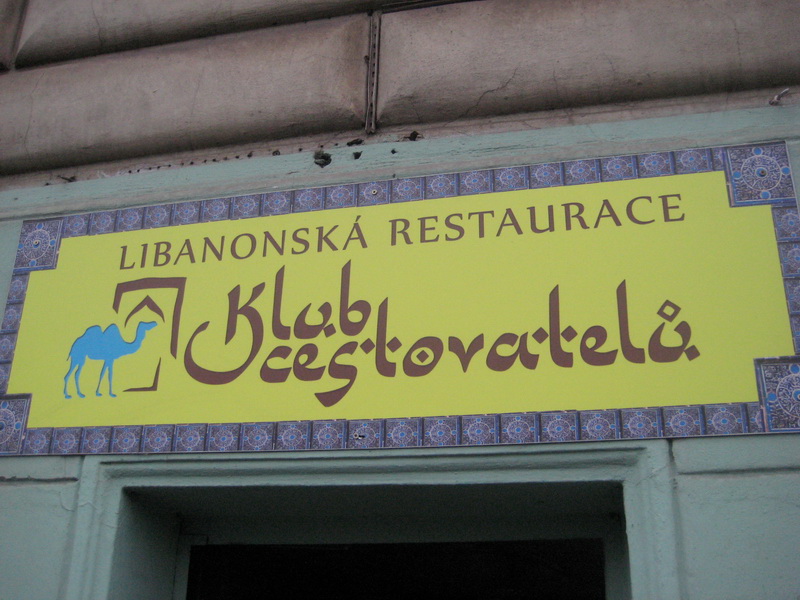 LIBANONSKÁ RESTAURACE
Klub
cestovatelů